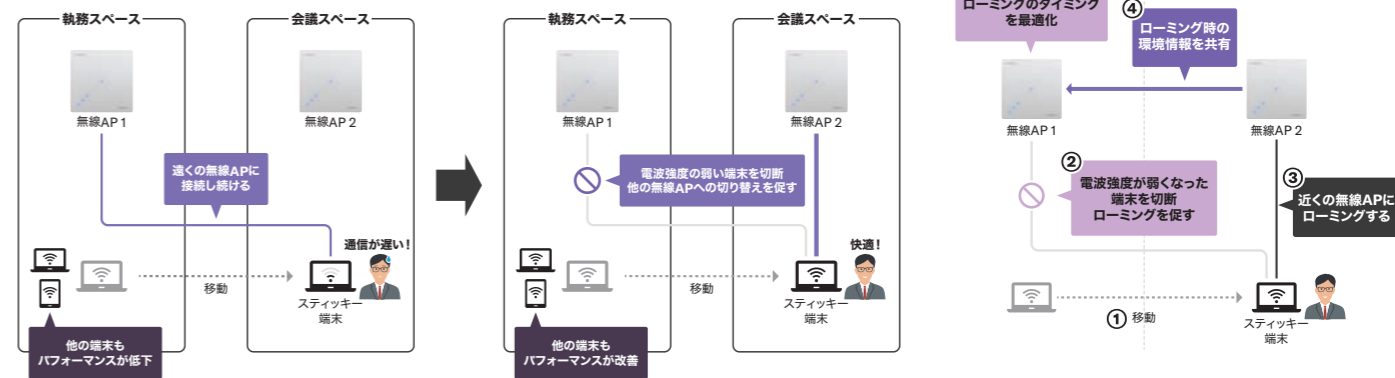 執務スペース
会議スペース
無線AP 1
無線AP 2
遠くの無線APに
接続し続ける
通信が遅い！
移動
スティッキー
端末
他の端末も
パフォーマンスが低下
執務スペース
会議スペース
無線AP 1
無線AP 2
電波強度の弱い端末を切断
他の無線APへの切り替えを促す
快適！
移動
スティッキー
端末
他の端末も
パフォーマンスが改善
ローミングのタイミング
を最適化
④
ローミング時の
環境情報を共有
無線AP 1
無線AP 2
②
電波強度が弱くなった
端末を切断
ローミングを促す
③
近くの無線APに
ローミングする
① 移動
スティッキー
端末